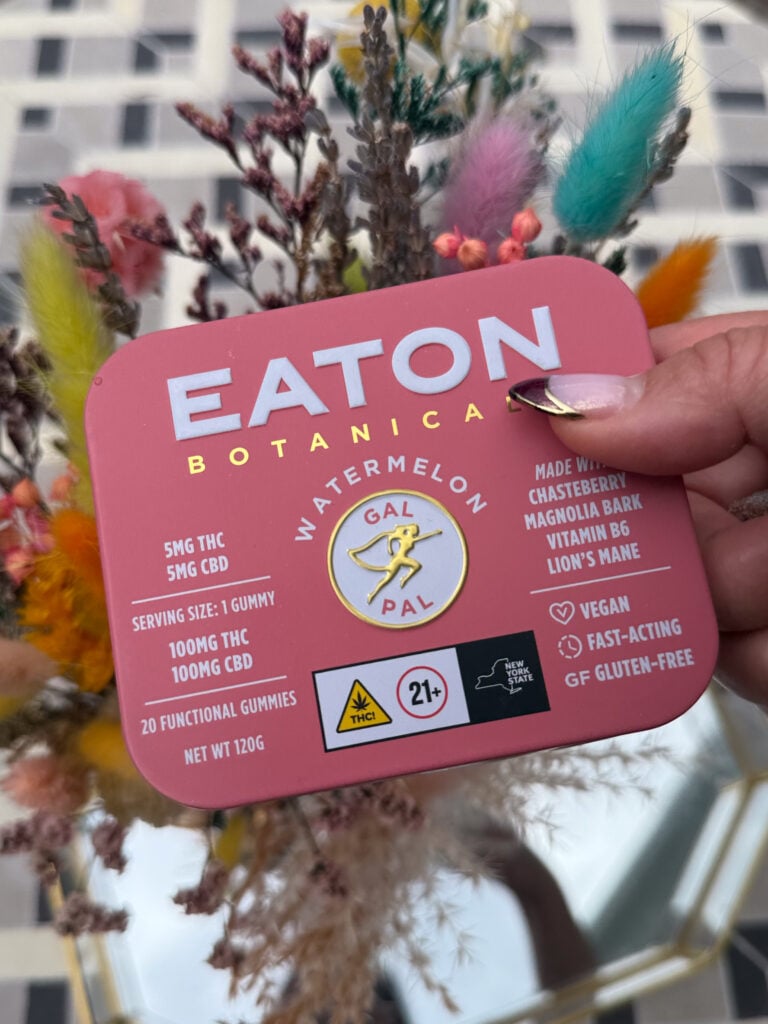 EATON
BOTANICA
WATERMELON
GAL
PAL
5MG THC
5MG CBD
SERVING SIZE: 1 GUMMY
100MG THC
100MG CBD
20 FUNCTIONAL GUMMIES
NET WT 120G
MADE WITH
CHASTEBERRY
MAGNOLIA BARK
VITAMIN B6
LION'S MANE
VEGAN
FAST-ACTING
GF GLUTEN-FREE
THC!
21+
NEW
YORK
STATE